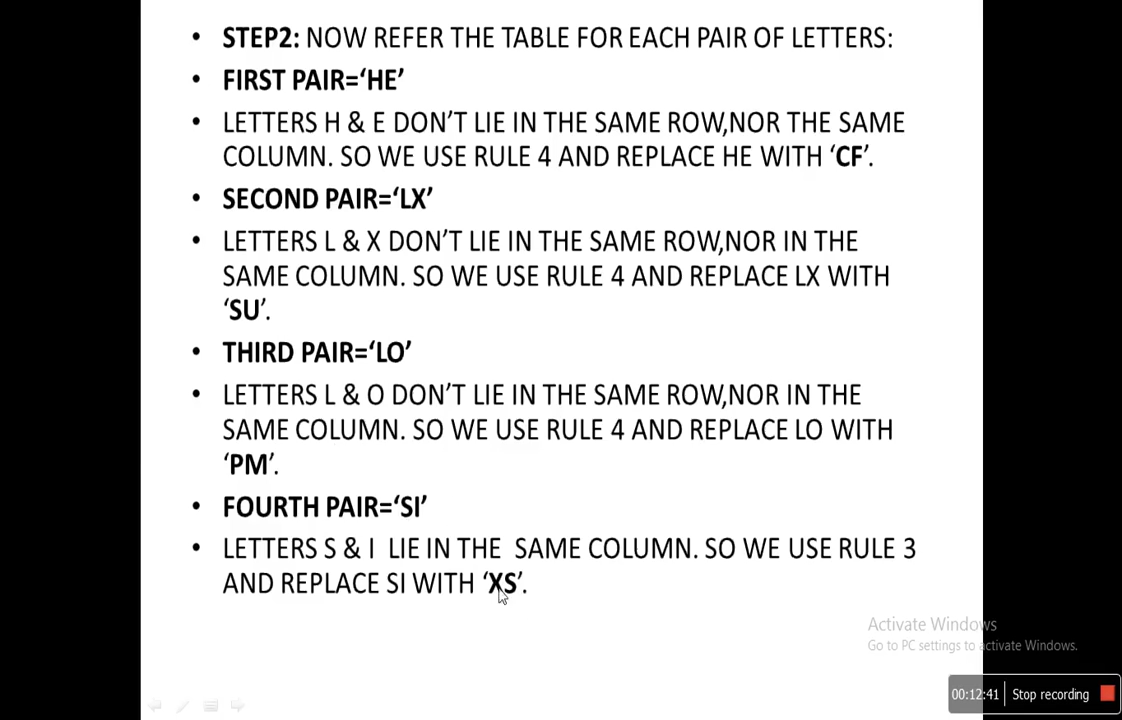 • STEP2: NOW REFER THE TABLE FOR EACH PAIR OF LETTERS:
• FIRST PAIR=‘HE’
• LETTERS H & E DON’T LIE IN THE SAME ROW,NOR THE SAME
COLUMN. SO WE USE RULE 4 AND REPLACE HE WITH ‘CF’.
• SECOND PAIR=‘LX’
• LETTERS L & X DON’T LIE IN THE SAME ROW,NOR IN THE
SAME COLUMN. SO WE USE RULE 4 AND REPLACE LX WITH
‘SU’.
• THIRD PAIR=‘LO’
• LETTERS L & O DON’T LIE IN THE SAME ROW,NOR IN THE
SAME COLUMN. SO WE USE RULE 4 AND REPLACE LO WITH
‘PM’.
• FOURTH PAIR=‘SI’
• LETTERS S & I LIE IN THE SAME COLUMN. SO WE USE RULE 3
AND REPLACE SI WITH ‘XS’.
Activate Windows
Go to PC settings to activate Windows.
00:12:41 Stop recording